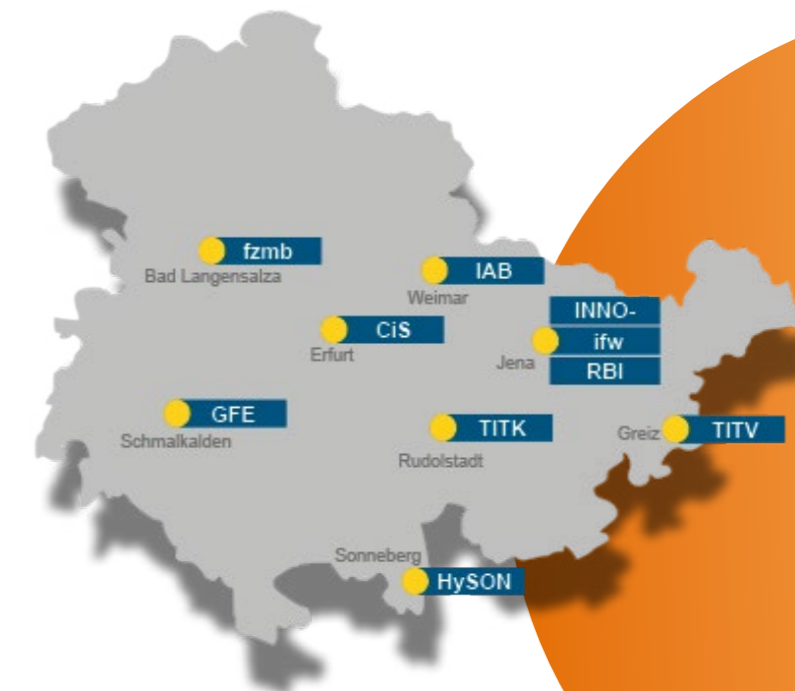 fzmb
Bad Langensalza
IAB
Weimar
CiS
Erfurt
INNO-
ifw
Jena
RBI
GFE
Schmalkalden
TITK
Rudolstadt
Greiz
TITV
Sonneberg
HySON